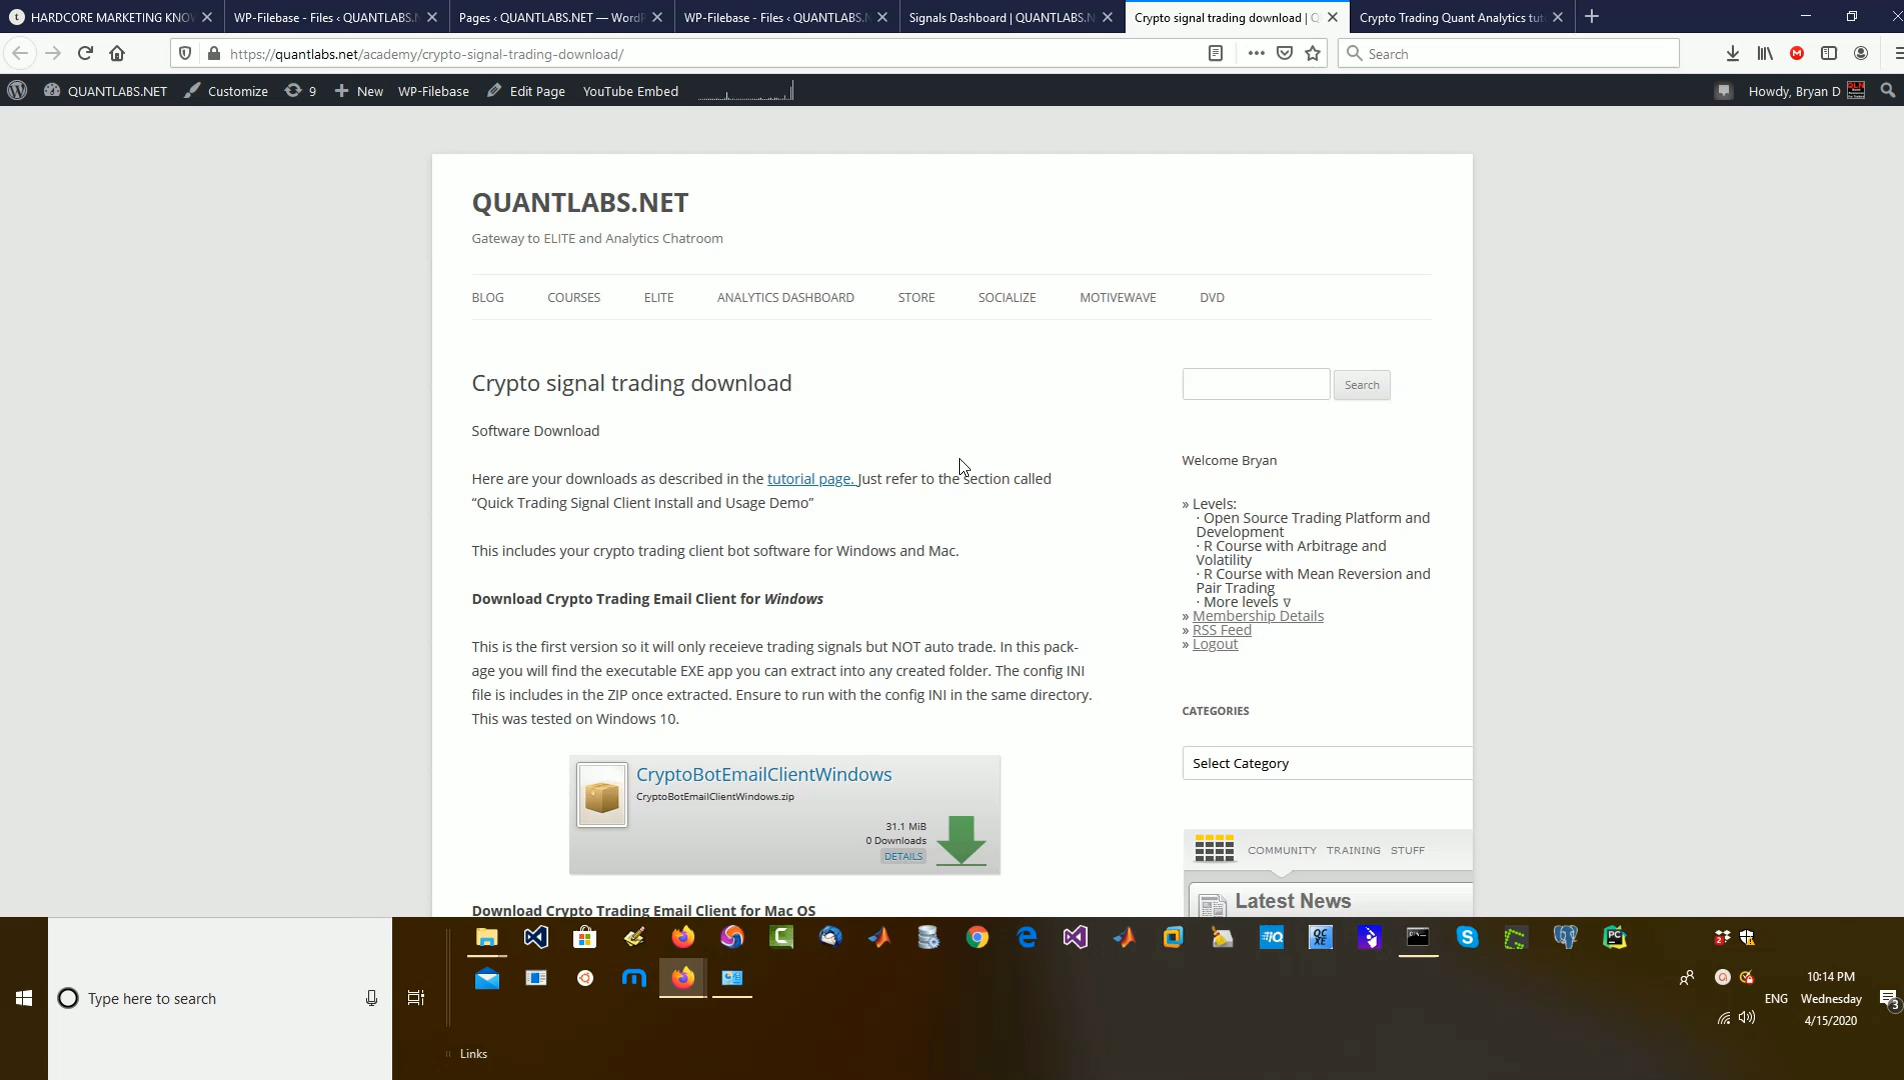 HARDCORE MARKETING KNO
WP-Filebase - Files ‹ QUANTLABS.N
Pages ‹ QUANTLABS.NET — WordP
WP-Filebase - Files ‹ QUANTLABS.N
Signals Dashboard | QUANTLABS.N
Crypto signal trading download | Q
Crypto Trading Quant Analytics tut
https://quantlabs.net/academy/crypto-signal-trading-download/
Search
QUANTLABS.NET
Customize
9
New
WP-Filebase
Edit Page
YouTube Embed
Howdy, Bryan D
QUANTLABS.NET
Gateway to ELITE and Analytics Chatroom
BLOG
COURSES
ELITE
ANALYTICS DASHBOARD
STORE
SOCIALIZE
MOTIVEWAVE
DVD
Crypto signal trading download
Software Download
Here are your downloads as described in the tutorial page. Just refer to the section called
“Quick Trading Signal Client Install and Usage Demo”
This includes your crypto trading client bot software for Windows and Mac.
Download Crypto Trading Email Client for Windows
This is the first version so it will only receieve trading signals but NOT auto trade. In this pack-
age you will find the executable EXE app you can extract into any created folder. The config INI
file is includes in the ZIP once extracted. Ensure to run with the config INI in the same directory.
This was tested on Windows 10.
CryptoBotEmailClientWindows
CryptoBotEmailClientWindows.zip
31.1 MiB
0 Downloads
DETAILS
Download Crypto Trading Email Client for Mac OS
Search
Welcome Bryan
» Levels:
· Open Source Trading Platform and
Development
· R Course with Arbitrage and
Volatility
· R Course with Mean Reversion and
Pair Trading
· More levels ∇
» Membership Details
» RSS Feed
» Logout
CATEGORIES
Select Category
COMMUNITY TRAINING STUFF
Latest News
Type here to search
Links
10:14 PM
ENG
Wednesday
4/15/2020
3